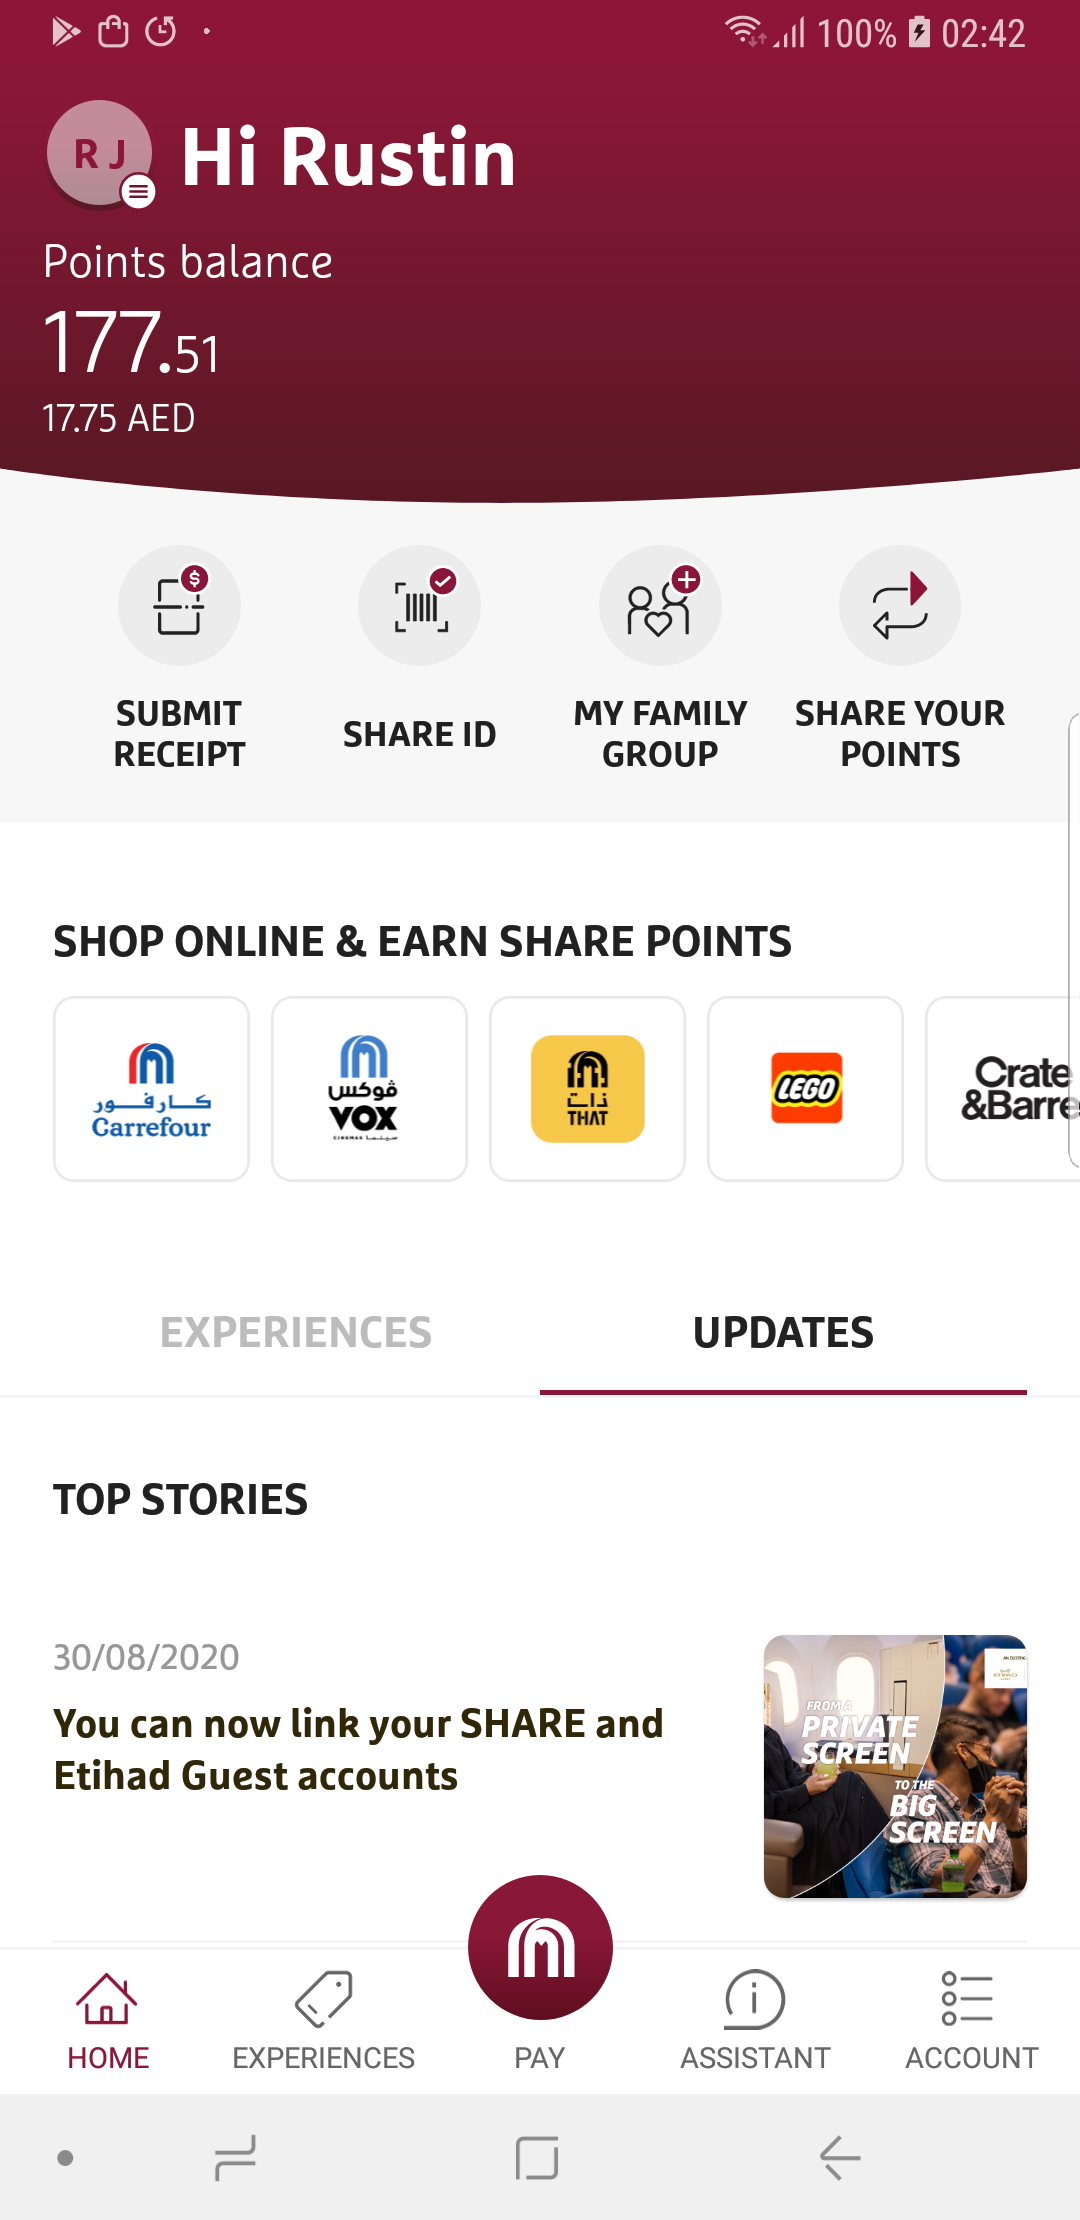 100% 02:42
R J
Hi Rustin
Points balance
177.51
17.75 AED
SUBMIT RECEIPT
SHARE ID
MY FAMILY GROUP
SHARE YOUR POINTS
SHOP ONLINE & EARN SHARE POINTS
كارفور
Carrefour
ڤوكس
VOX
CINEMAS سينما
ذات
THAT
LEGO
Crate
&Barre
EXPERIENCES
UPDATES
TOP STORIES
30/08/2020
You can now link your SHARE and
Etihad Guest accounts
AN EXCITING
ETIHAD
FROM A
PRIVATE
SCREEN
TO THE
BIG
SCREEN
HOME
EXPERIENCES
PAY
ASSISTANT
ACCOUNT